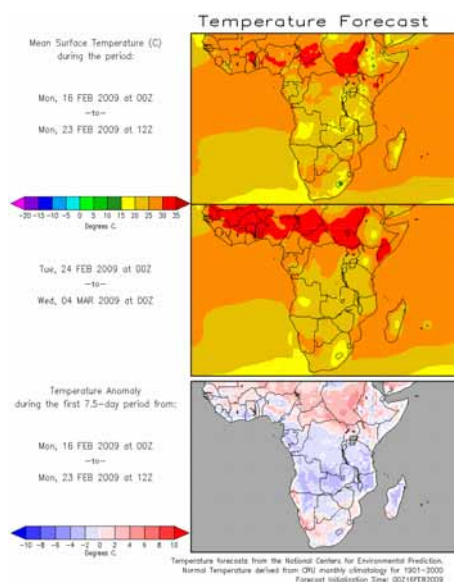 Temperature Forecast
Mean Surface Temperature (C)
during the period:
Mon, 16 FEB 2009 at 00Z
--to--
Mon, 23 FEB 2009 at 12Z
-20 -15 -10 -5 0 5 10 15 20 25 30 35
Degrees C.
Tue, 24 FEB 2009 at 00Z
--to--
Wed, 04 MAR 2009 at 00Z
Temperature Anomaly
during the first 7.5-day period from:
Mon, 16 FEB 2009 at 00Z
--to--
Mon, 23 FEB 2009 at 12Z
-10 -8 -6 -4 -2 0 2 4 6 8 10
Degrees C.
Temperature forecasts from the National Centers for Environmental Prediction.
Normal Temperature derived from CRU monthly climatology for 1901-2000
Forecast Initialization Time: 00Z16FEB2009